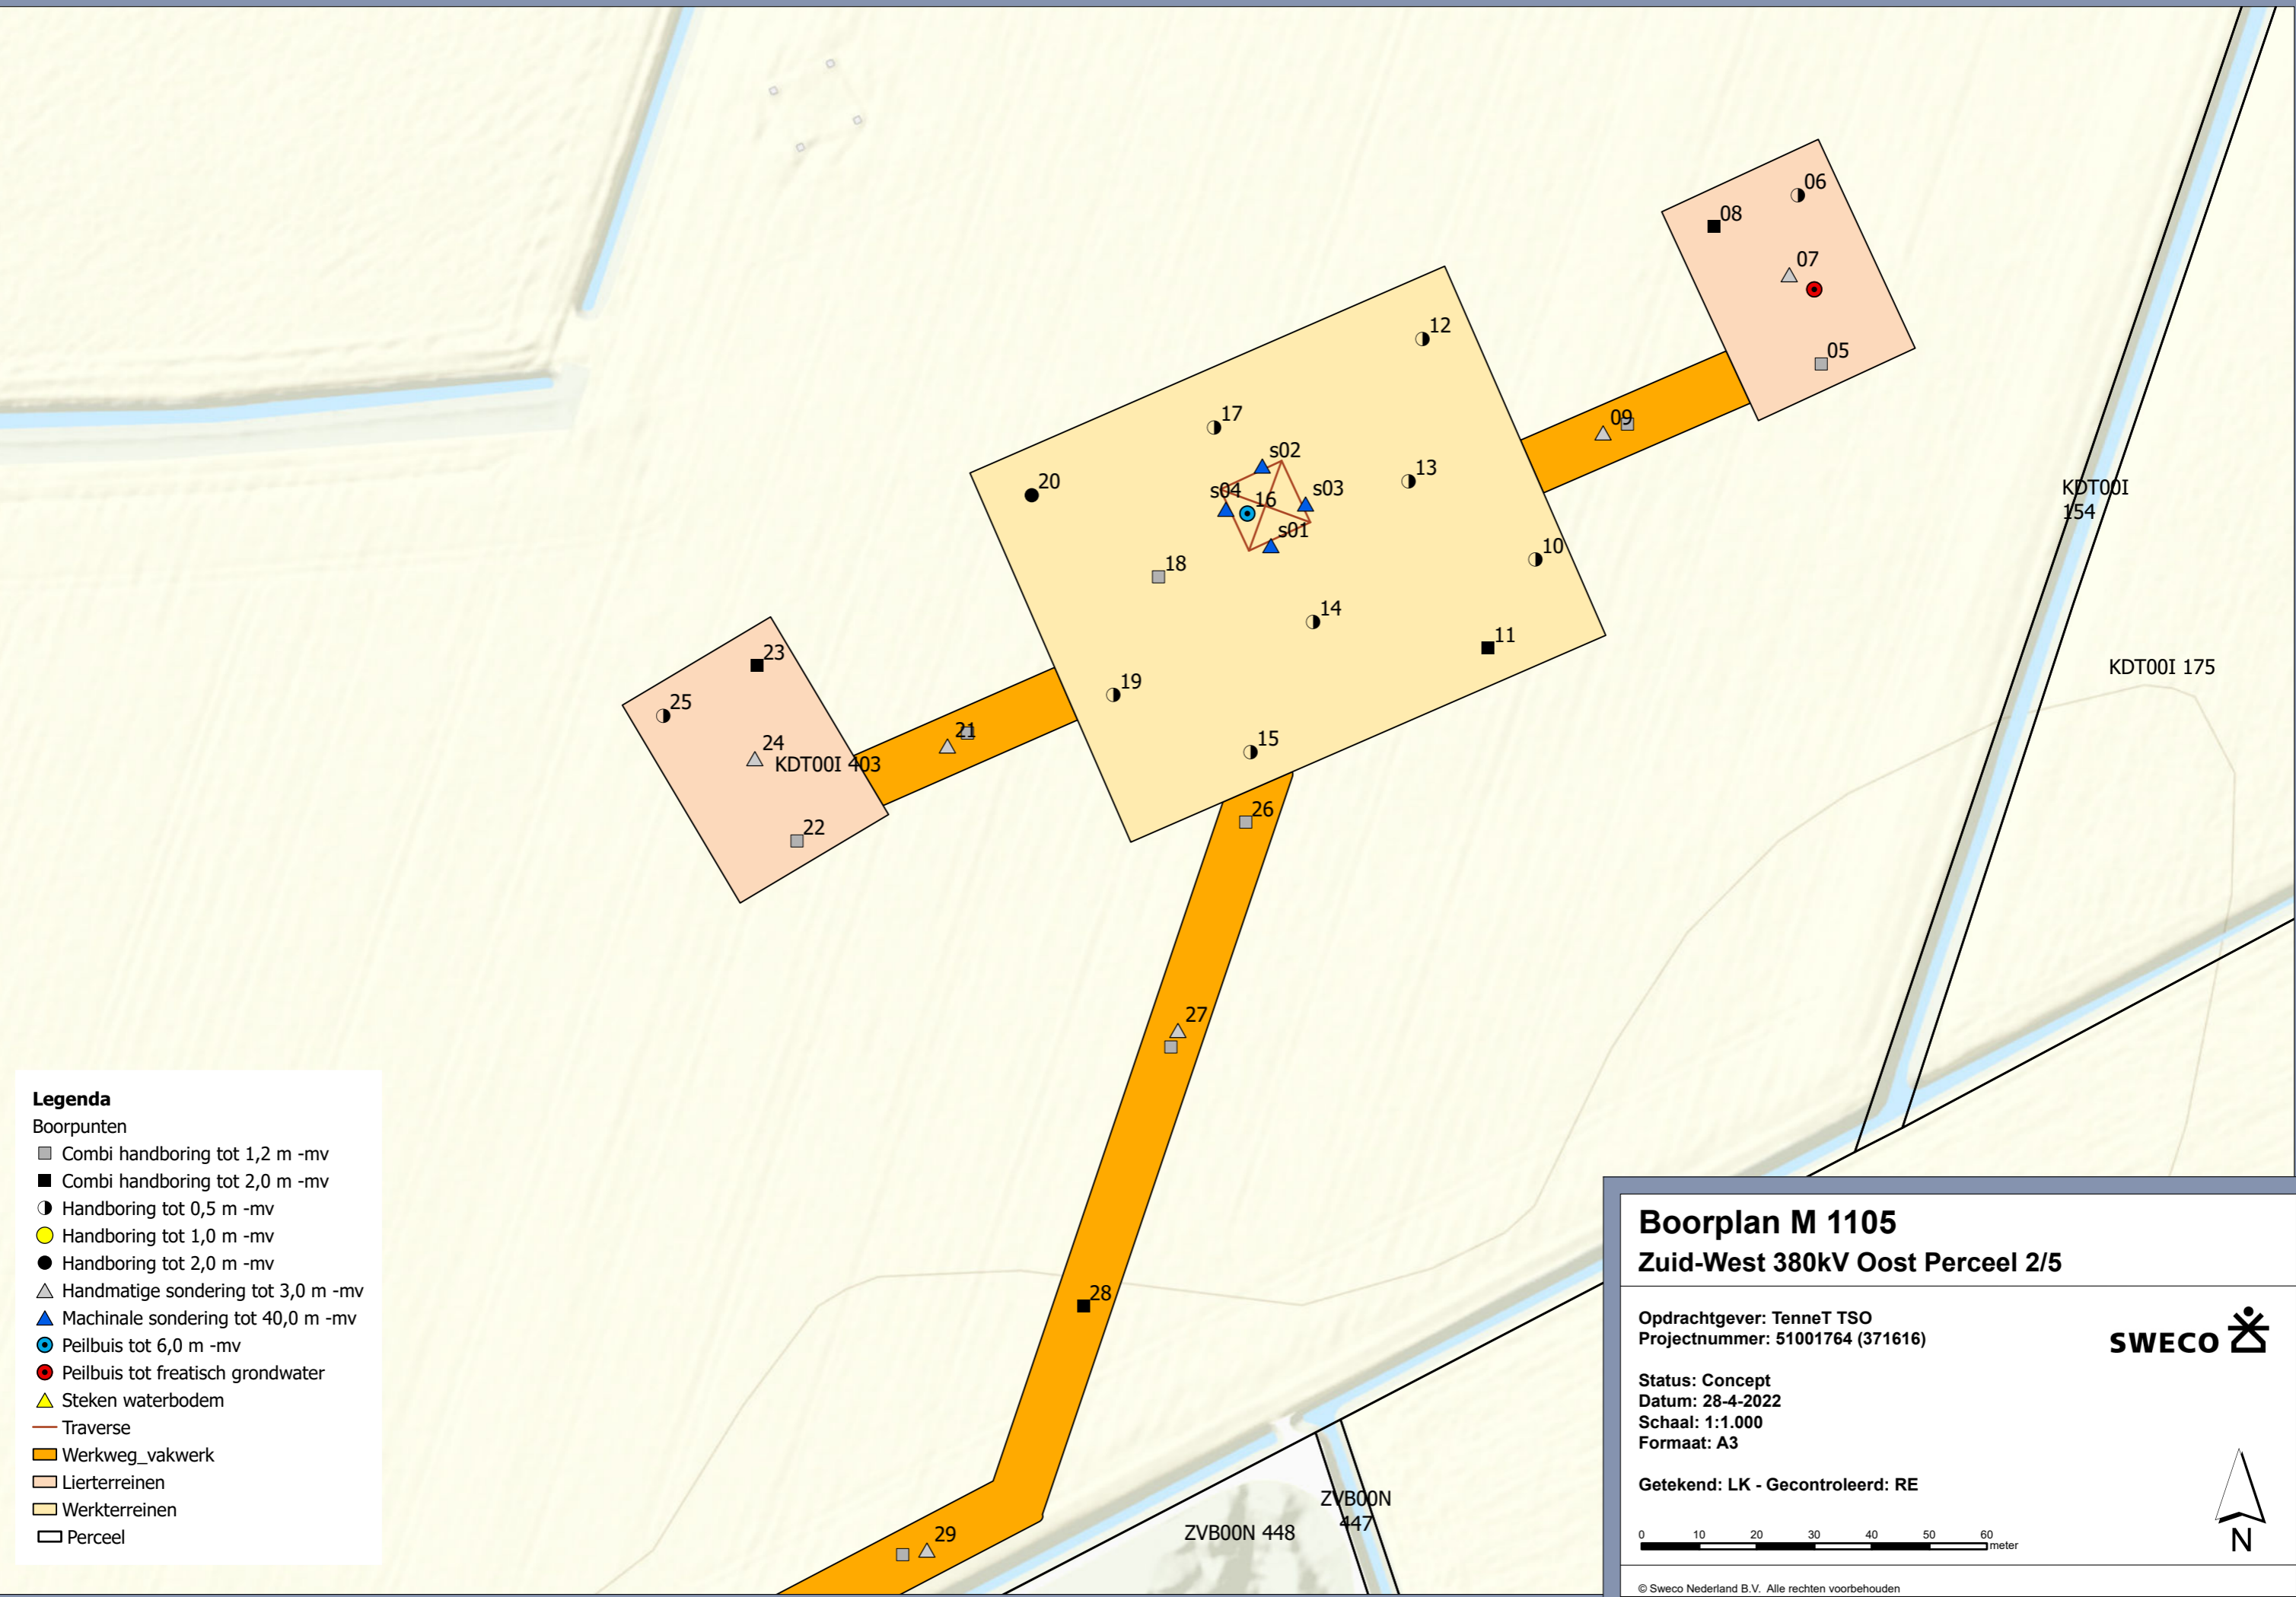 06
08
07
05
12
09
17
s02
13
20
s04
16
s03
s01
KDT00I
154
10
18
14
11
KDT00I 175
23
19
25
21
24
15
KDT00I 403
26
22
27
28
29
ZVB00N
447
ZVB00N 448
Legenda
Boorpunten
Combi handboring tot 1,2 m -mv
Combi handboring tot 2,0 m -mv
Handboring tot 0,5 m -mv
Handboring tot 1,0 m -mv
Handboring tot 2,0 m -mv
Handmatige sondering tot 3,0 m -mv
Machinale sondering tot 40,0 m -mv
Peilbuis tot 6,0 m -mv
Peilbuis tot freatisch grondwater
Steken waterbodem
Traverse
Werkweg_vakwerk
Lierterreinen
Werkterreinen
Perceel
Boorplan M 1105
Zuid-West 380kV Oost Perceel 2/5
Opdrachtgever: TenneT TSO
Projectnummer: 51001764 (371616)
SWECO
Status: Concept
Datum: 28-4-2022
Schaal: 1:1.000
Formaat: A3
Getekend: LK - Gecontroleerd: RE
0 10 20 30 40 50 60
meter
N
© Sweco Nederland B.V. Alle rechten voorbehouden